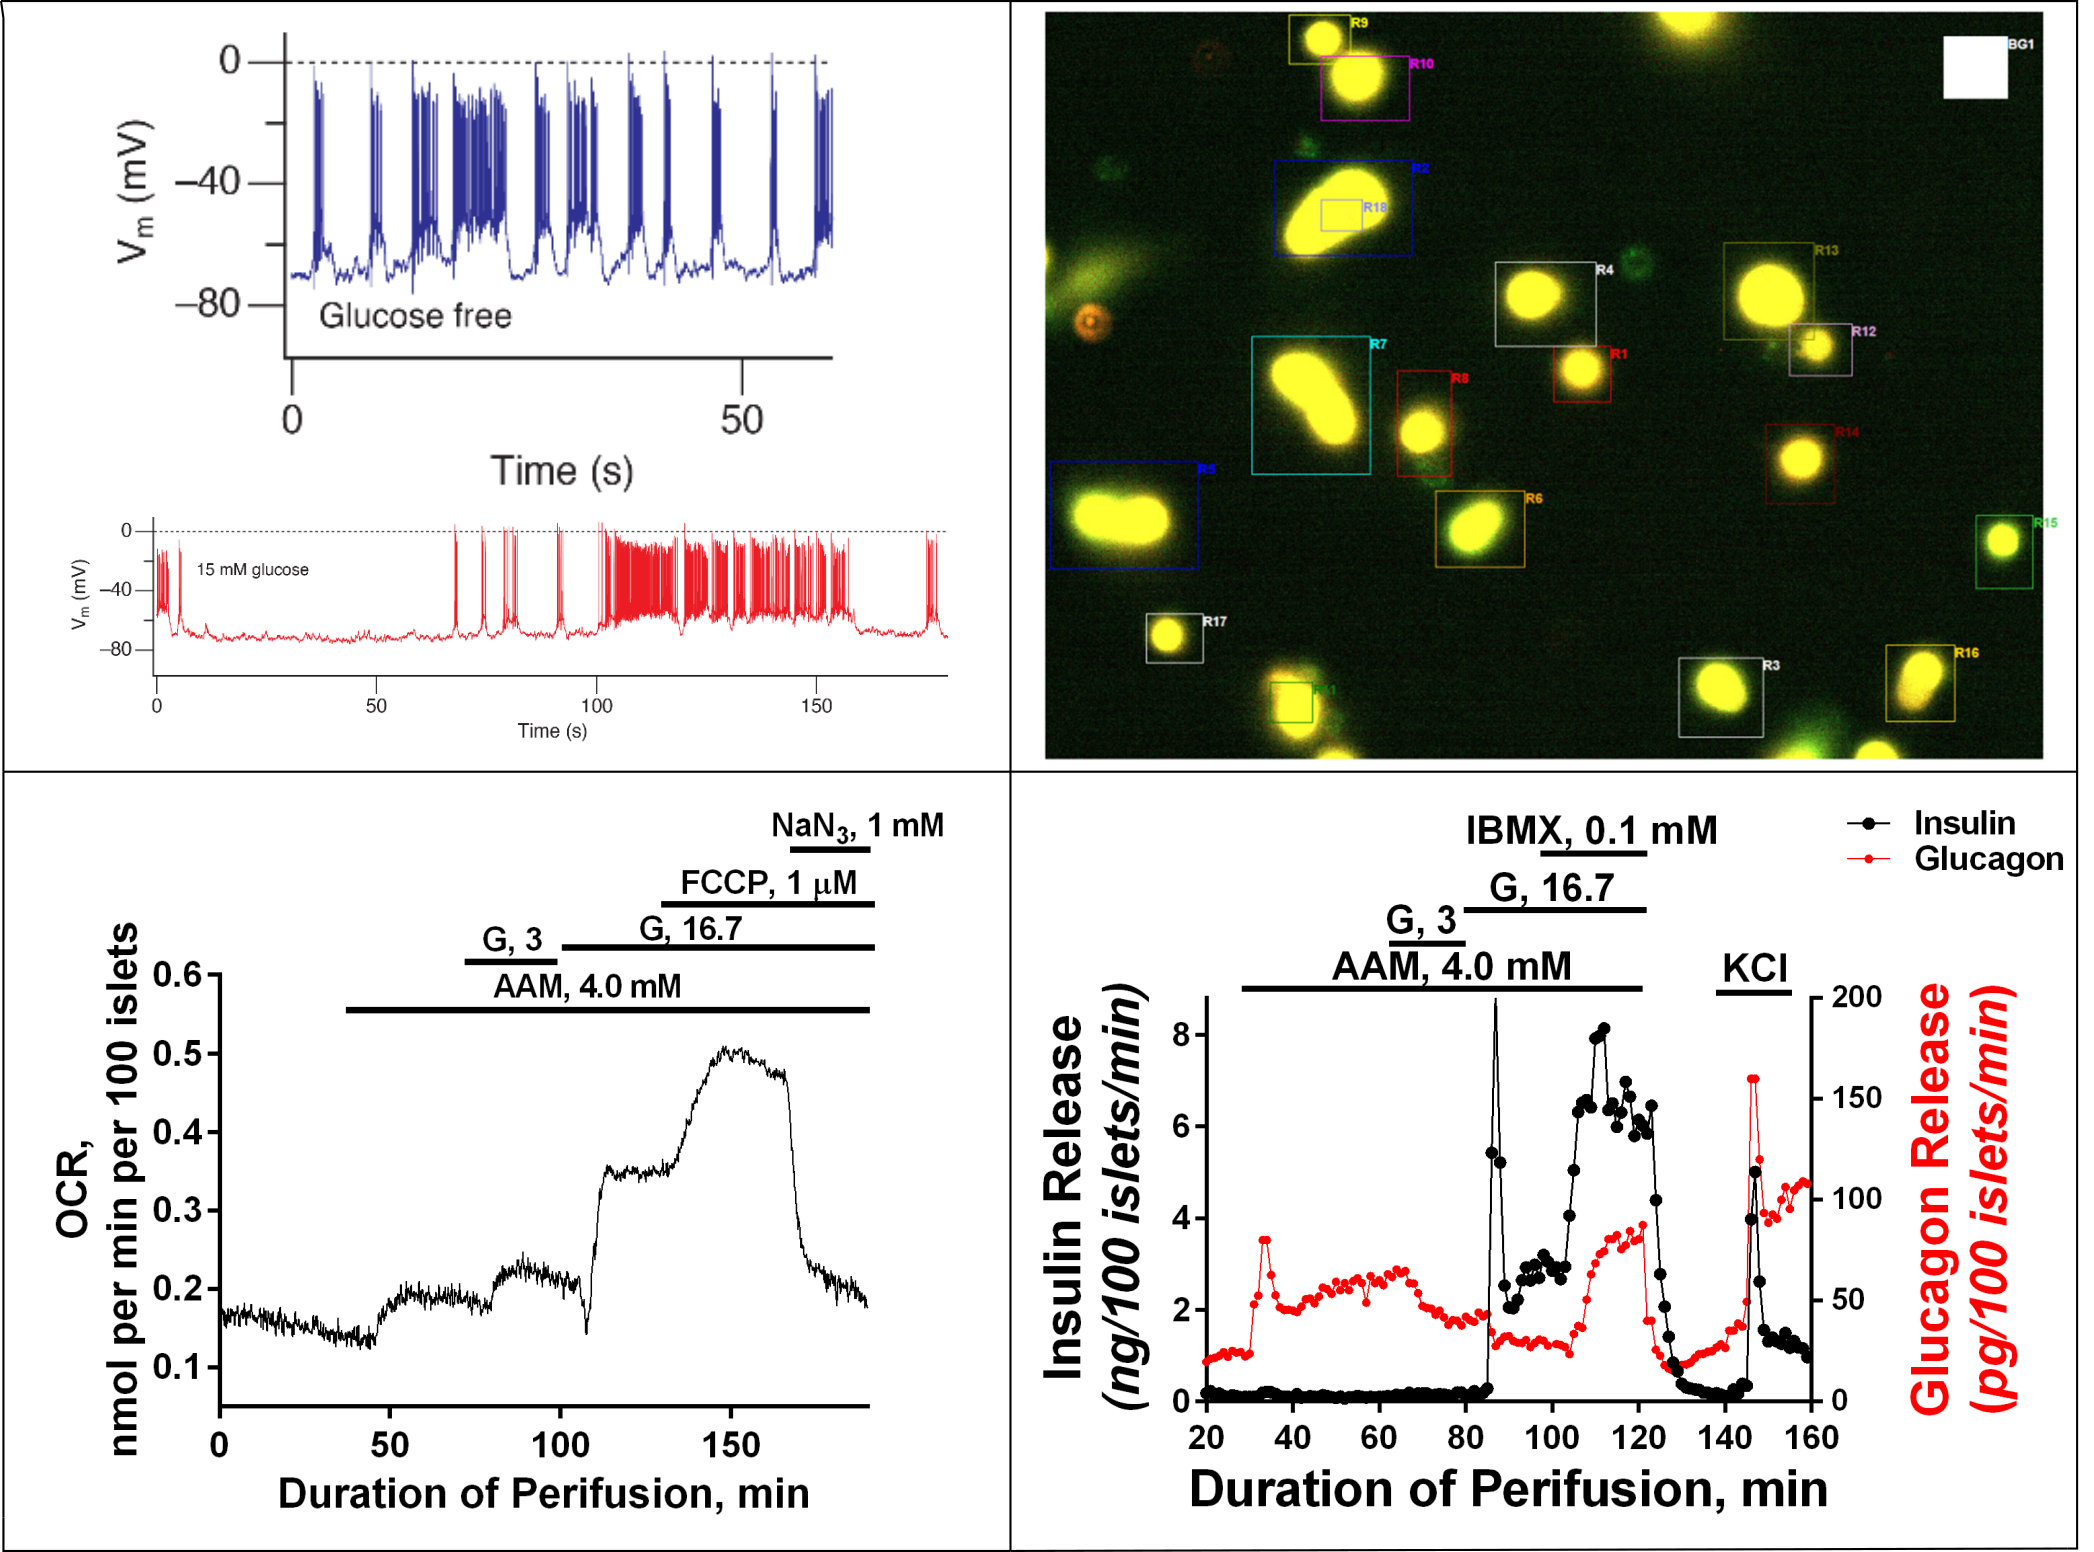 0
−40
−80
Vm (mV)
Glucose free
0
50
Time (s)
0
−40
−80
Vm (mV)
15 mM glucose
0
50
100
150
Time (s)
R9
R10
BG1
R2
R18
R4
R13
R12
R7
R1
R8
R14
R5
R6
R15
R17
R3
R16
R11
NaN3, 1 mM
FCCP, 1 μM
G, 16.7
G, 3
AAM, 4.0 mM
0.6
0.5
0.4
0.3
0.2
0.1
OCR,
nmol per min per 100 islets
0
50
100
150
Duration of Perifusion, min
IBMX, 0.1 mM
G, 16.7
G, 3
AAM, 4.0 mM
KCl
Insulin
Glucagon
Insulin Release
(ng/100 islets/min)
8
6
4
2
0
200
150
100
50
0
Glucagon Release
(pg/100 islets/min)
20
40
60
80
100
120
140
160
Duration of Perifusion, min